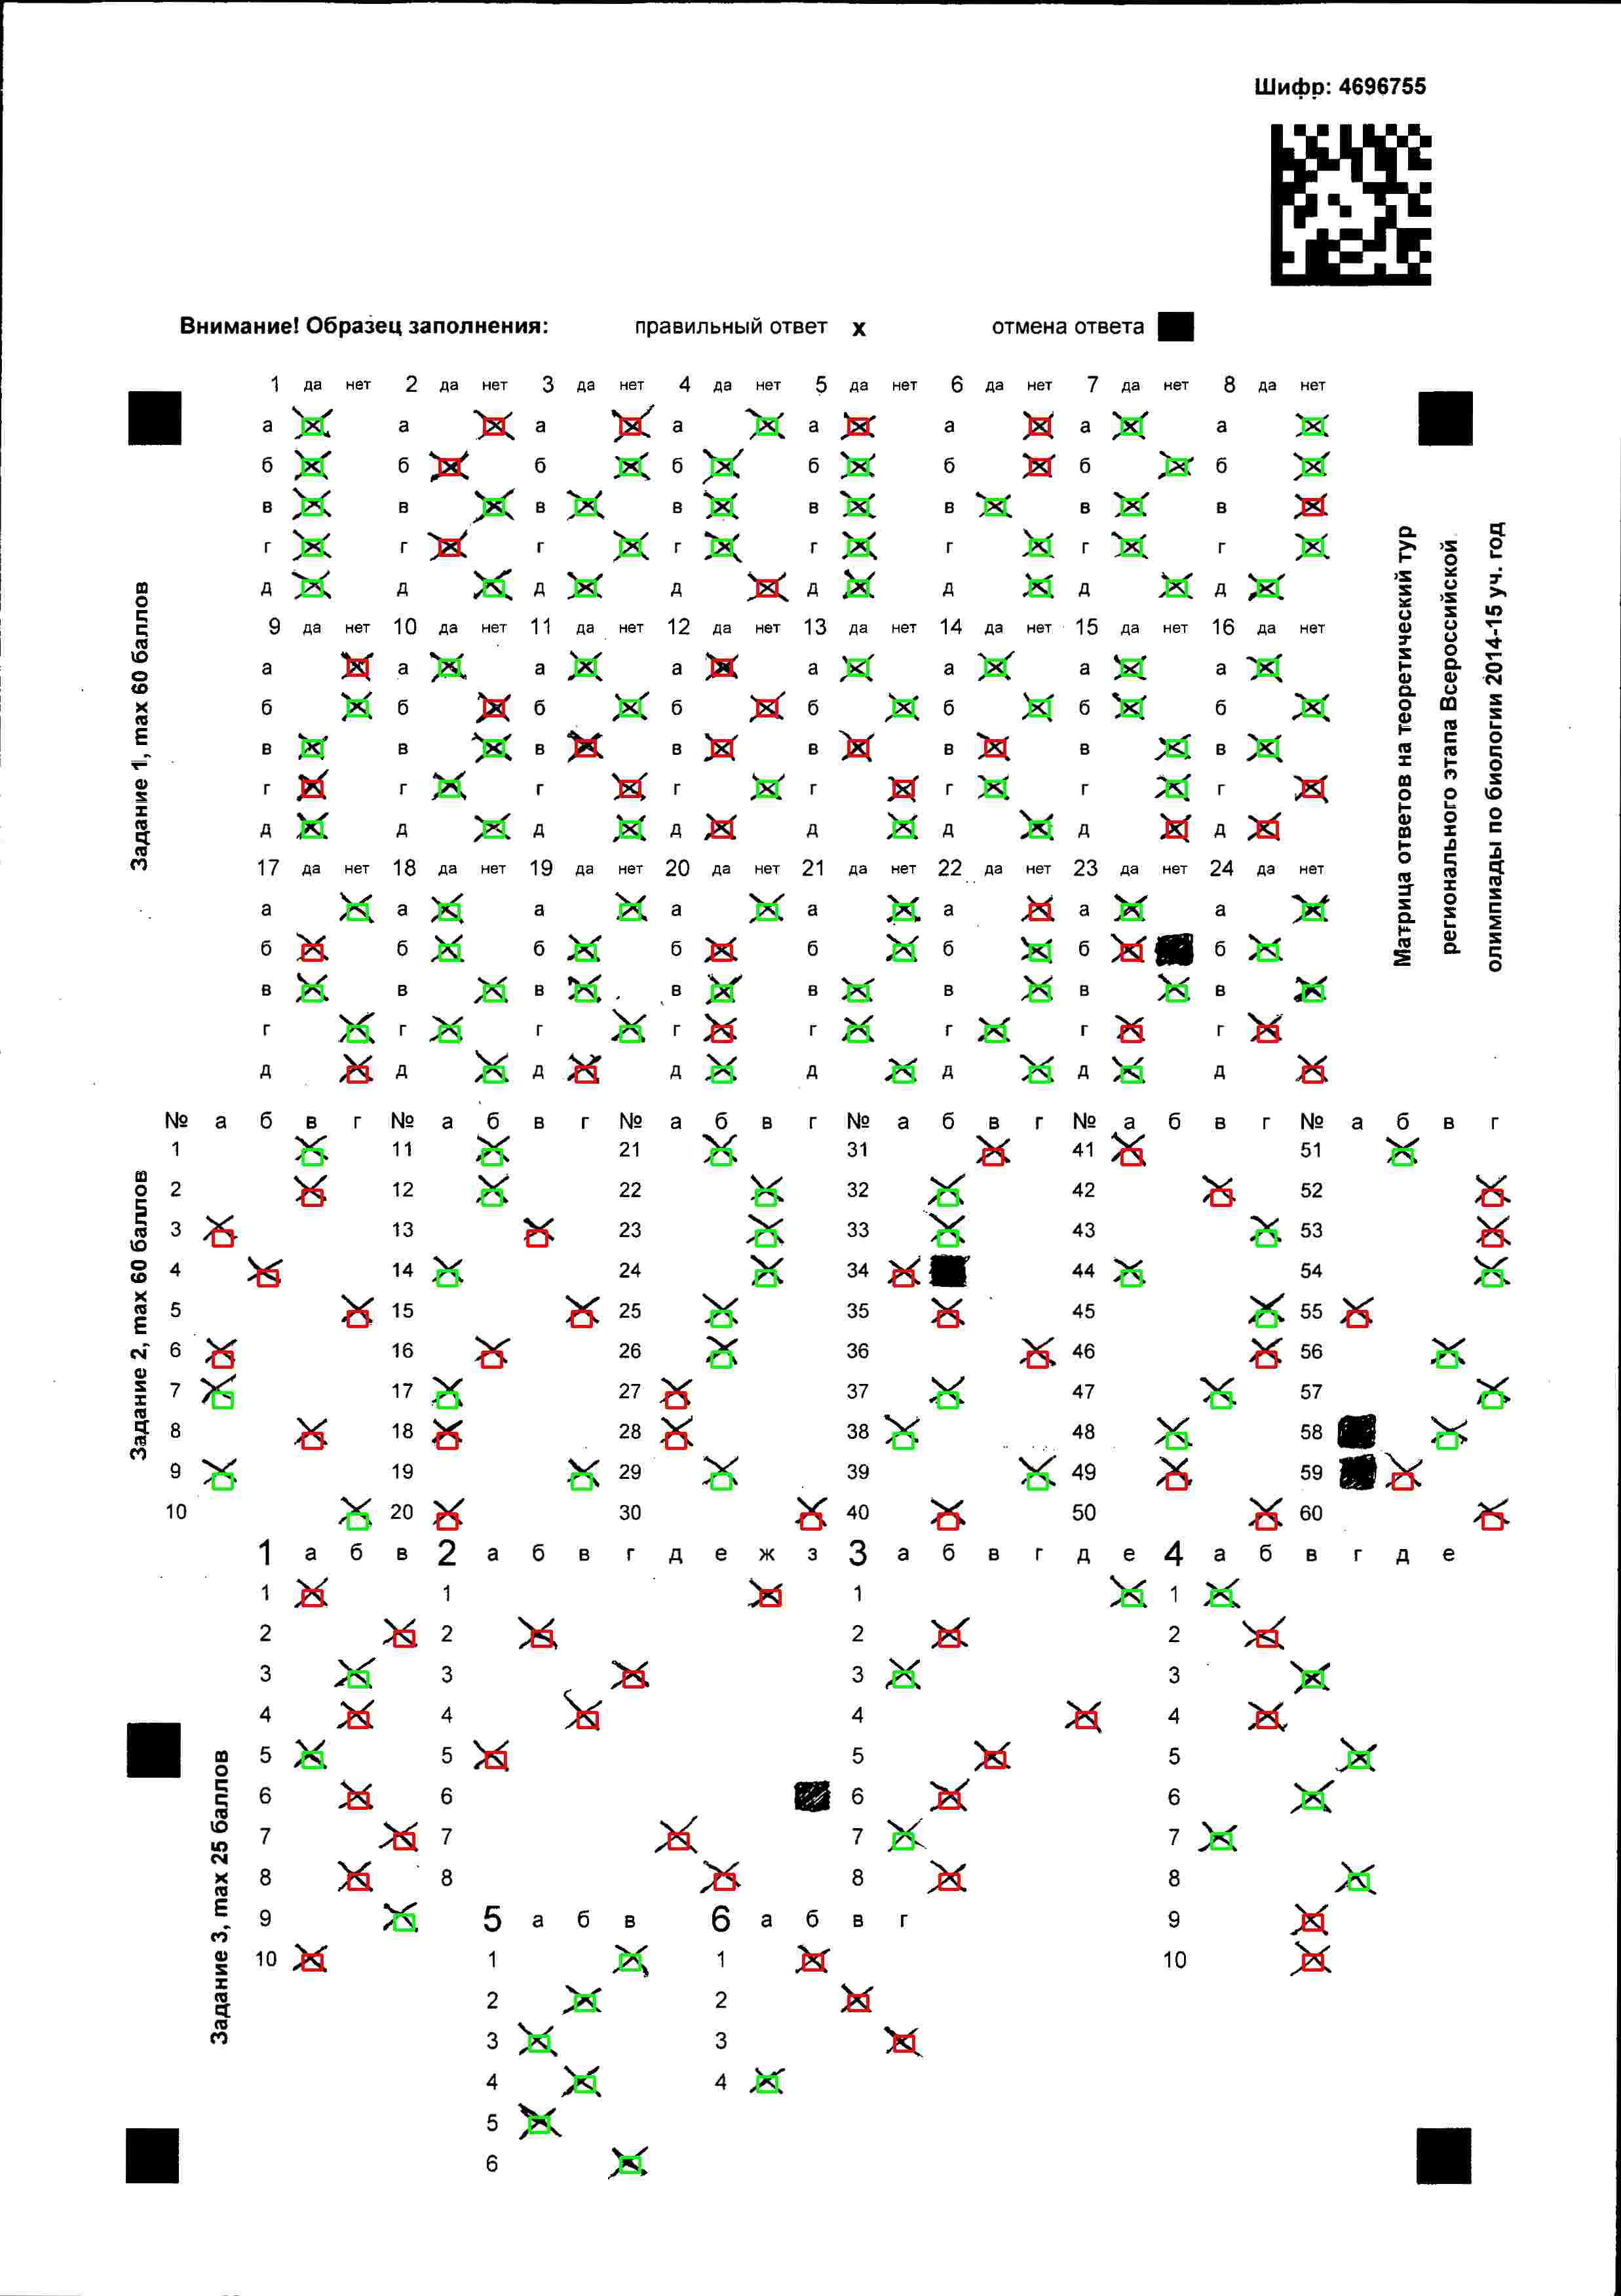 Шифр: 4696755
Внимание! Образец заполнения: правильный ответ х отмена ответа
1 да нет 2 да нет 3 да нет 4 да нет 5 да нет 6 да нет 7 да нет 8 да нет
а а а а а а а а
б б б б б б б б
в в в в в в в в
г г г г г г г г
д д д д д д д д
9 да нет 10 да нет 11 да нет 12 да нет 13 да нет 14 да нет 15 да нет 16 да нет
а а а а а а а а
б б б б б б б б
в в в в в в в в
г г г г г г г г
д д д д д д д д
17 да нет 18 да нет 19 да нет 20 да нет 21 да нет 22 да нет 23 да нет 24 да нет
а а а а а а а а
б б б б б б б б
в в в в в в в в
г г г г г г г г
д д д д д д д д
Задание 1, max 60 баллов
Матрица ответов на теоретический тур
регионального этапа Всероссийской
олимпиады по биологии 2014-15 уч. год
№ а б в г № а б в г № а б в г № а б в г № а б в г № а б в г
1 11 21 31 41 51
2 12 22 32 42 52
3 13 23 33 43 53
4 14 24 34 44 54
5 15 25 35 45 55
6 16 26 36 46 56
7 17 27 37 47 57
8 18 28 38 48 58
9 19 29 39 49 59
10 20 30 40 50 60
Задание 2, max 60 баллов
1 а б в 2 а б в г д е ж з 3 а б в г д е 4 а б в г д е
1 1 1 1
2 2 2 2
3 3 3 3
4 4 4 4
5 5 5 5
6 6 6 6
7 7 7 7
8 8 8 8
9 5 а б в 6 а б в г 9
10 1 1 10
2 2
3 3
4 4
5
6
Задание 3, max 25 баллов